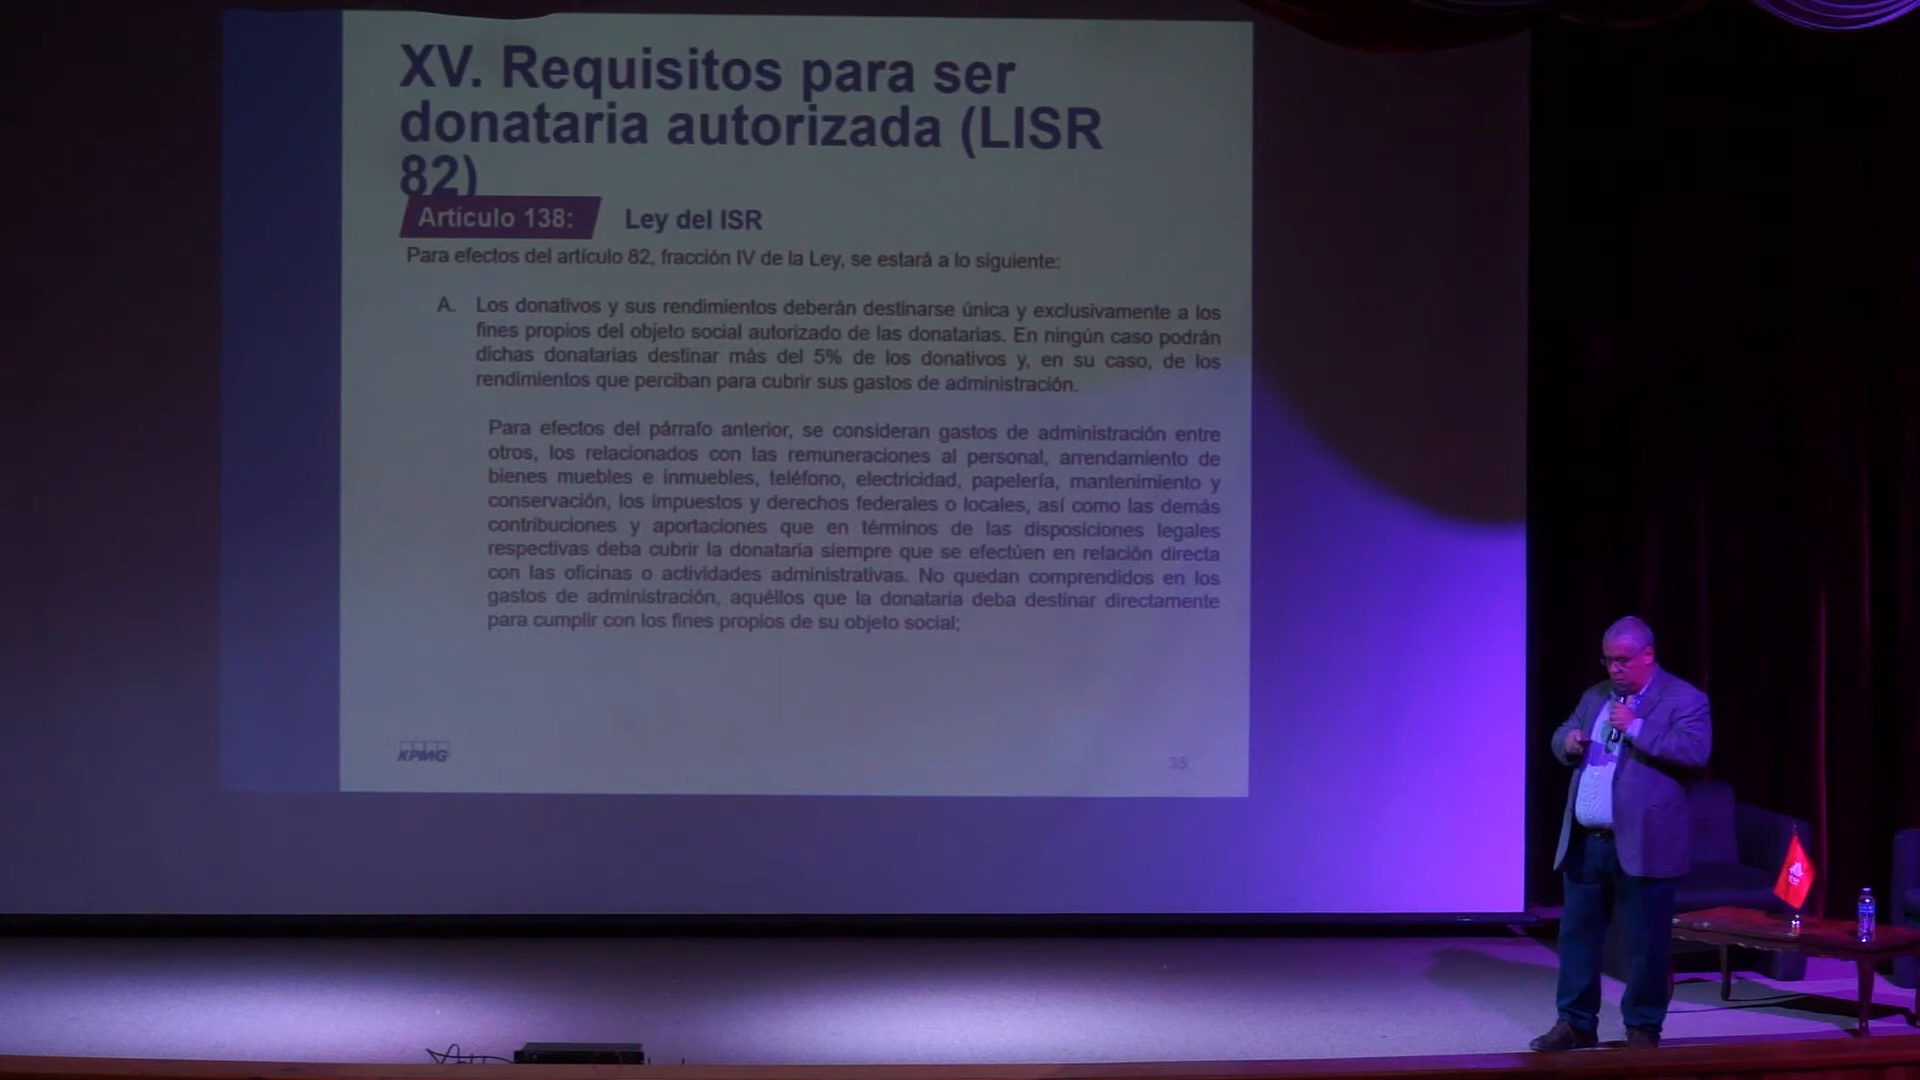 XV. Requisitos para ser
donataria autorizada (LISR
82)
Artículo 138:
Ley del ISR
Para efectos del artículo 82, fracción IV de la Ley, se estará a lo siguiente:
A. Los donativos y sus rendimientos deberán destinarse única y exclusivamente a los
fines propios del objeto social autorizado de las donatarias. En ningún caso podrán
dichas donatarias destinar más del 5% de los donativos y, en su caso, de los
rendimientos que perciban para cubrir sus gastos de administración.
Para efectos del párrafo anterior, se consideran gastos de administración entre
otros, los relacionados con las remuneraciones al personal, arrendamiento de
bienes muebles e inmuebles, teléfono, electricidad, papelería, mantenimiento y
conservación, los impuestos y derechos federales o locales, así como las demás
contribuciones y aportaciones que en términos de las disposiciones legales
respectivas deba cubrir la donataria siempre que se efectúen en relación directa
con las oficinas o actividades administrativas. No quedan comprendidos en los
gastos de administración, aquéllos que la donataria deba destinar directamente
para cumplir con los fines propios de su objeto social;
KPMG
35